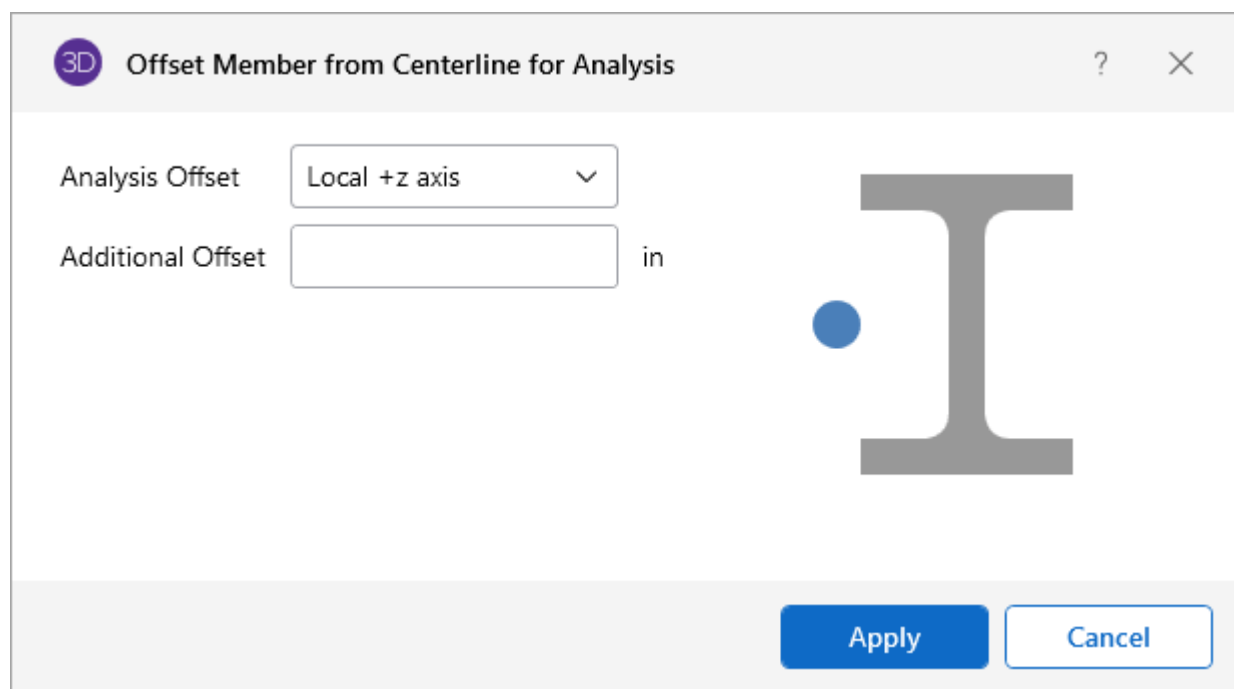 3D Offset Member from Centerline for Analysis ?
Analysis Offset Local +z axis
Additional Offset in
Apply Cancel